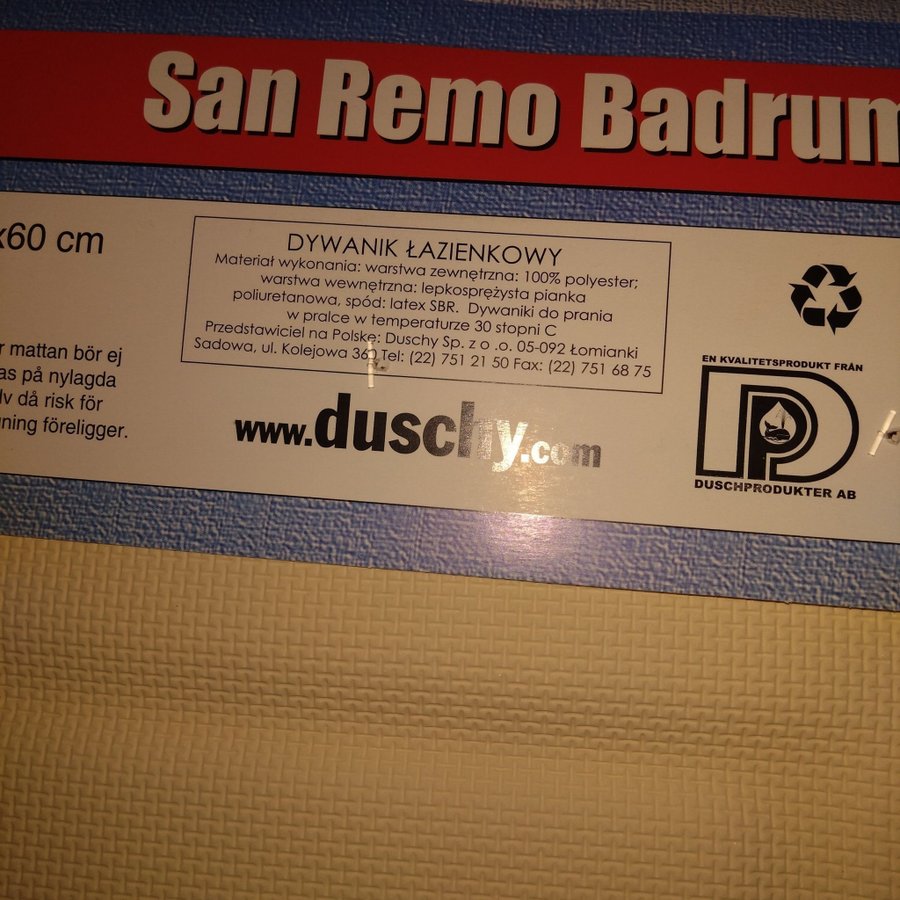 San Remo Badrum
x60 cm
DYWANIK ŁAZIENKOWY
Materiał wykonania: warstwa zewnętrzna: 100% polyester;
warstwa wewnętrzna: lepkosprężysta pianka
poliuretanowa, spód: latex SBR. Dywaniki do prania
w pralce w temperaturze 30 stopni C
Przedstawiciel na Polskę: Duschy Sp. z o .o. 05-092 Łomianki
Sadowa, ul. Kolejowa Tel: (22) 751 21 50 Fax: (22) 751 68 75
r mattan bör ej
as på nylagda
lv då risk för
ning föreligger.
www.duschy.com
EN KVALITETSPRODUKT FRÅN
DP
DUSCHPRODUKTER AB